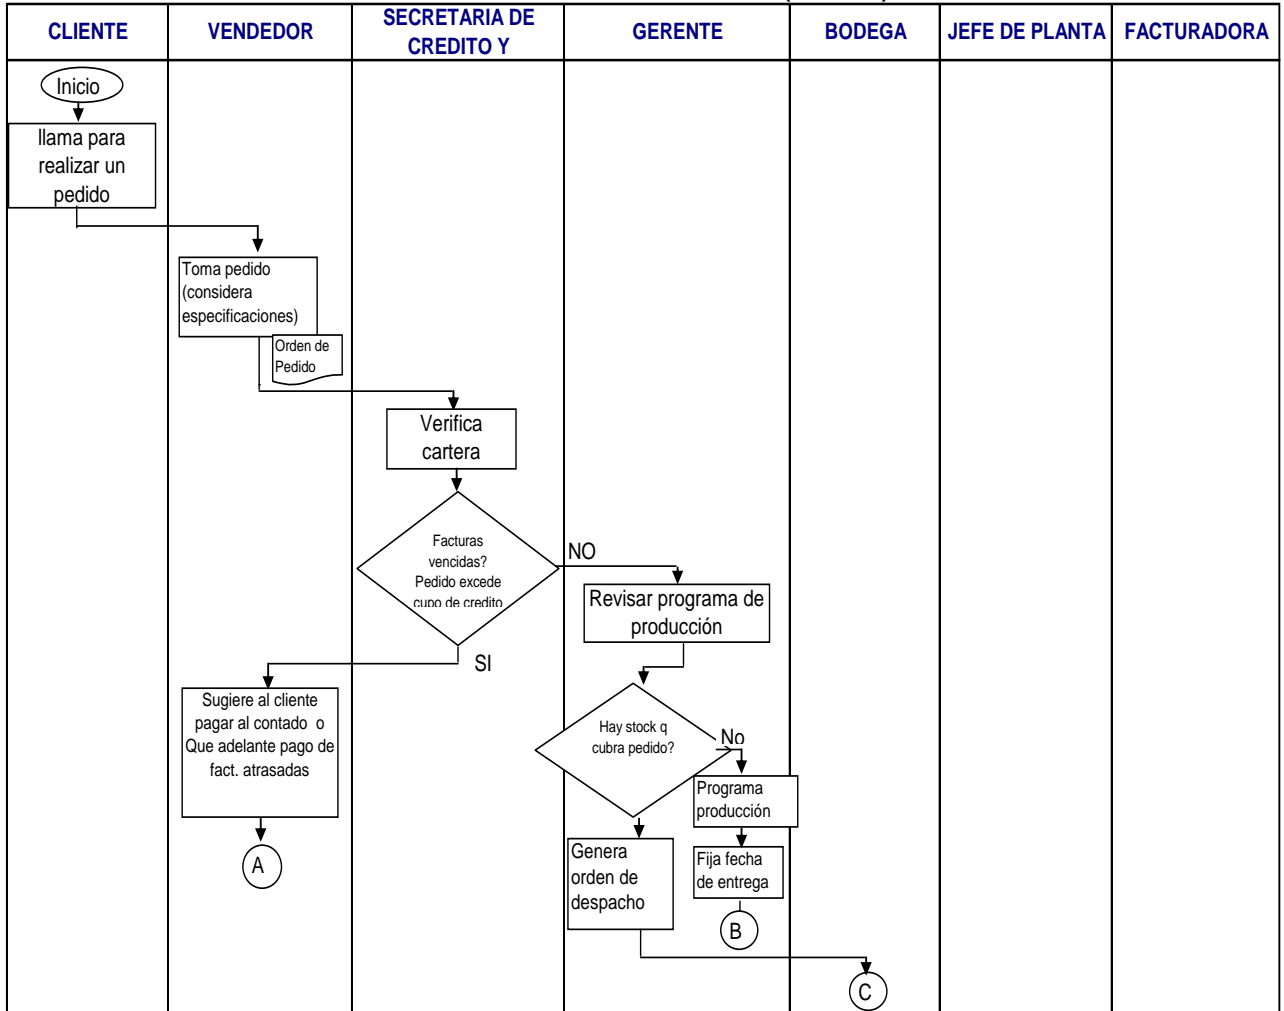 CLIENTE
VENDEDOR
SECRETARIA DE
CREDITO Y
GERENTE
BODEGA
JEFE DE PLANTA
FACTURADORA
Inicio
llama para
realizar un
pedido
Toma pedido
(considera
especificaciones)
Orden de
Pedido
Verifica
cartera
Facturas
vencidas?
Pedido excede
cupo de credito
NO
Revisar programa de
producción
SI
Sugiere al cliente
pagar al contado o
Que adelante pago de
fact. atrasadas
Hay stock q
cubra pedido?
No
Programa
producción
Genera
orden de
despacho
Fija fecha
de entrega
A
B
C